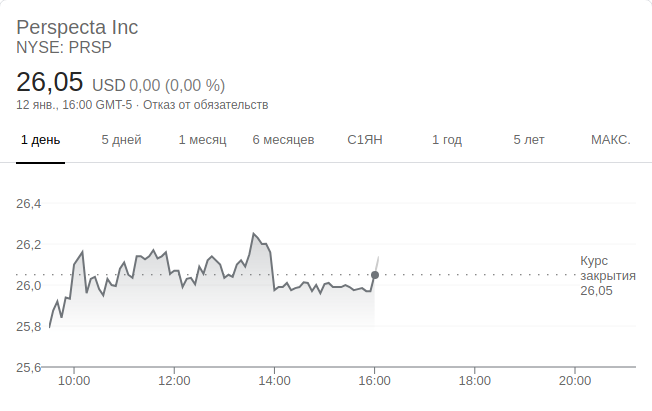 Perspecta Inc
NYSE: PRSP
26,05 USD 0,00 (0,00 %)
12 янв., 16:00 GMT-5 · Отказ от обязательств
1 день 5 дней 1 месяц 6 месяцев С1ЯН 1 год 5 лет МАКС.
26,4
26,2
Курс
закрытия
26,05
26,0
25,8
25,6
10:00 12:00 14:00 16:00 18:00 20:00